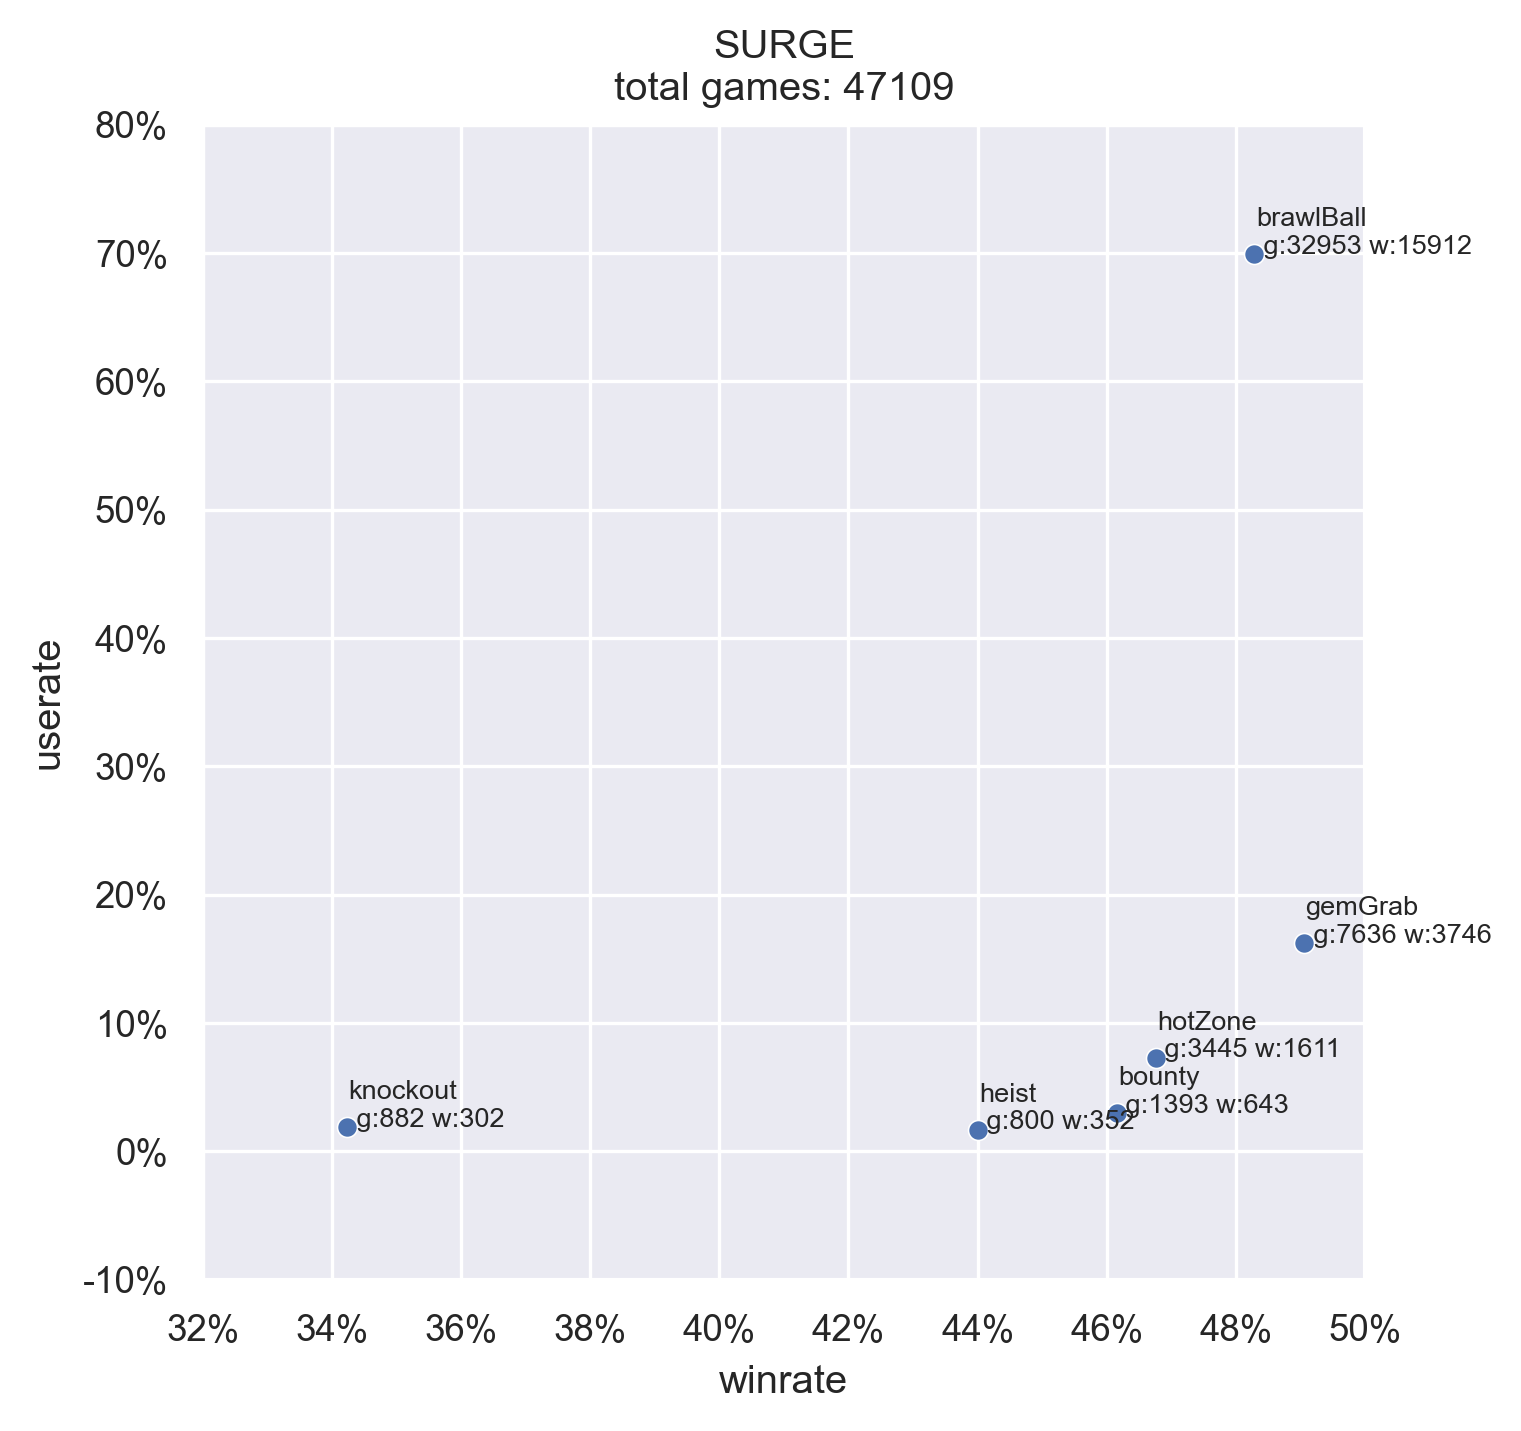 SURGE
total games: 47109
80%
70%
60%
50%
40%
30%
20%
10%
0%
-10%
userate
brawlBall
g:32953 w:15912
gemGrab
g:7636 w:3746
hotZone
g:3445 w:1611
bounty
g:1393 w:643
heist
g:800 w:352
knockout
g:882 w:302
32% 34% 36% 38% 40% 42% 44% 46% 48% 50%
winrate